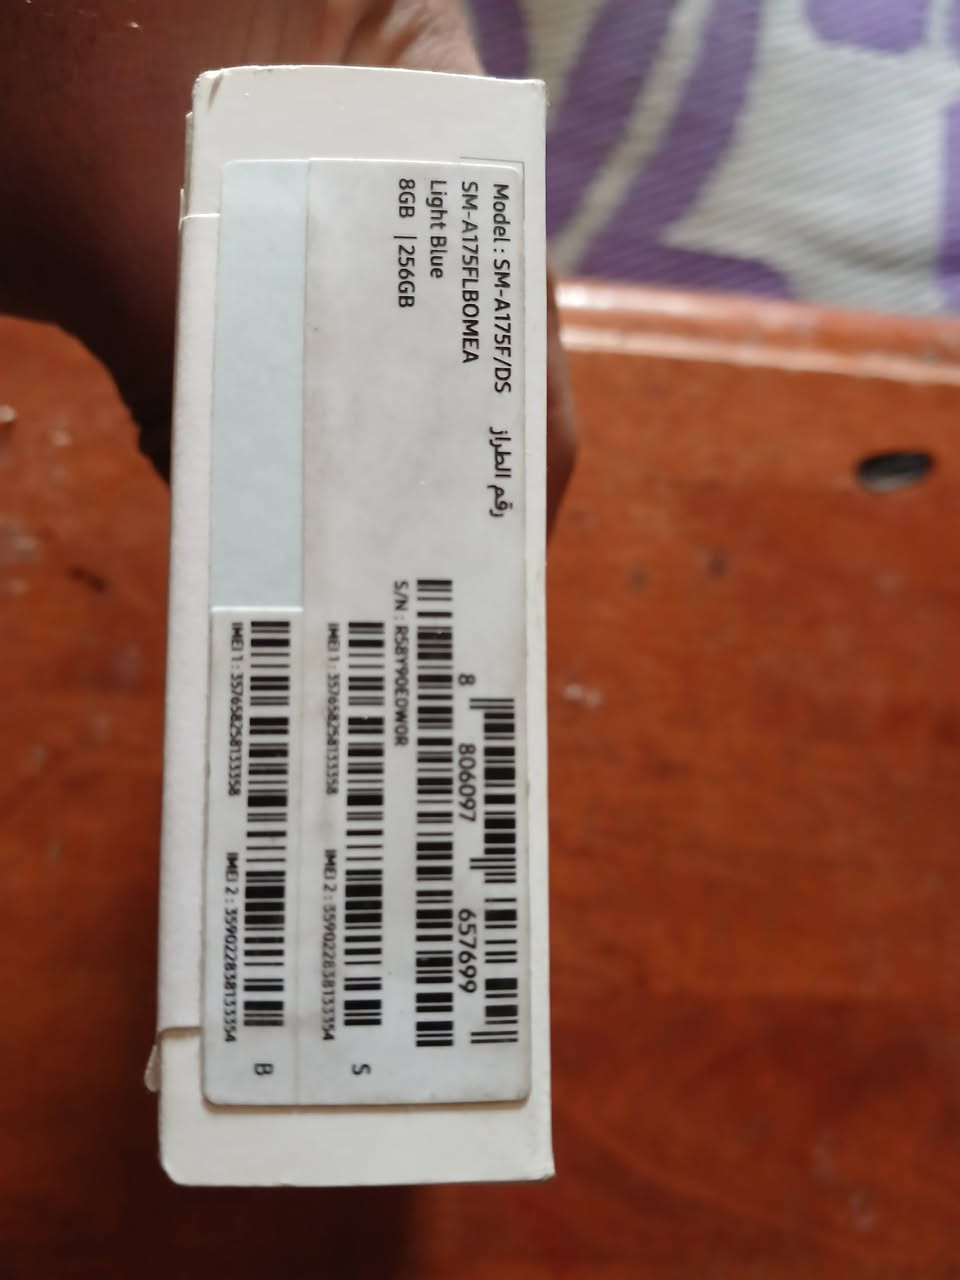 Model : SM-A175F/DS رقم الطراز
SM-A175FLBOMEA
Light Blue
8GB | 256GB
8 806097 657699
S/N : R58Y90E0W0R
IMEI 1 : 357658258133358 IMEI 2 : 359022838133354
S
IMEI 1 : 357658258133358 IMEI 2 : 359022838133354
B